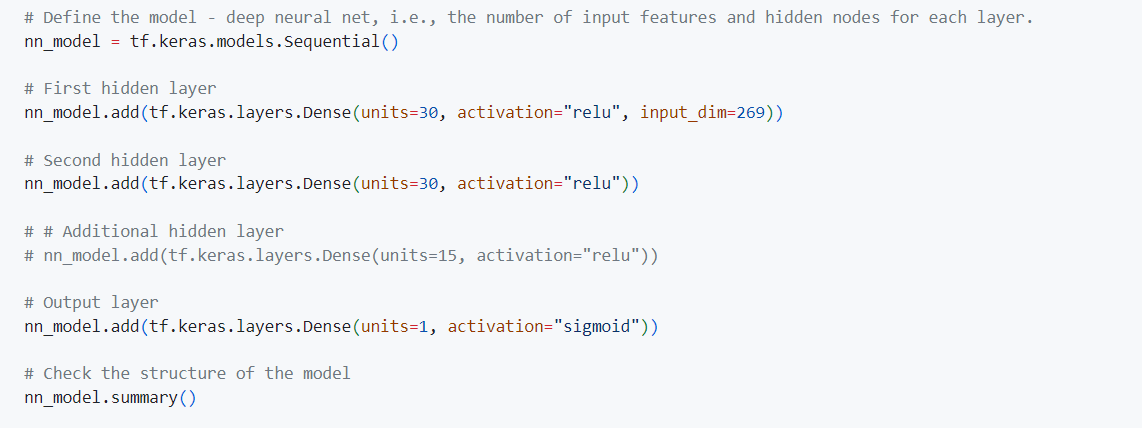 # Define the model - deep neural net, i.e., the number of input features and hidden nodes for each layer.
nn_model = tf.keras.models.Sequential()
# First hidden layer
nn_model.add(tf.keras.layers.Dense(units=30, activation="relu", input_dim=269))
# Second hidden layer
nn_model.add(tf.keras.layers.Dense(units=30, activation="relu"))
# # Additional hidden layer
# nn_model.add(tf.keras.layers.Dense(units=15, activation="relu"))
# Output layer
nn_model.add(tf.keras.layers.Dense(units=1, activation="sigmoid"))
# Check the structure of the model
nn_model.summary()